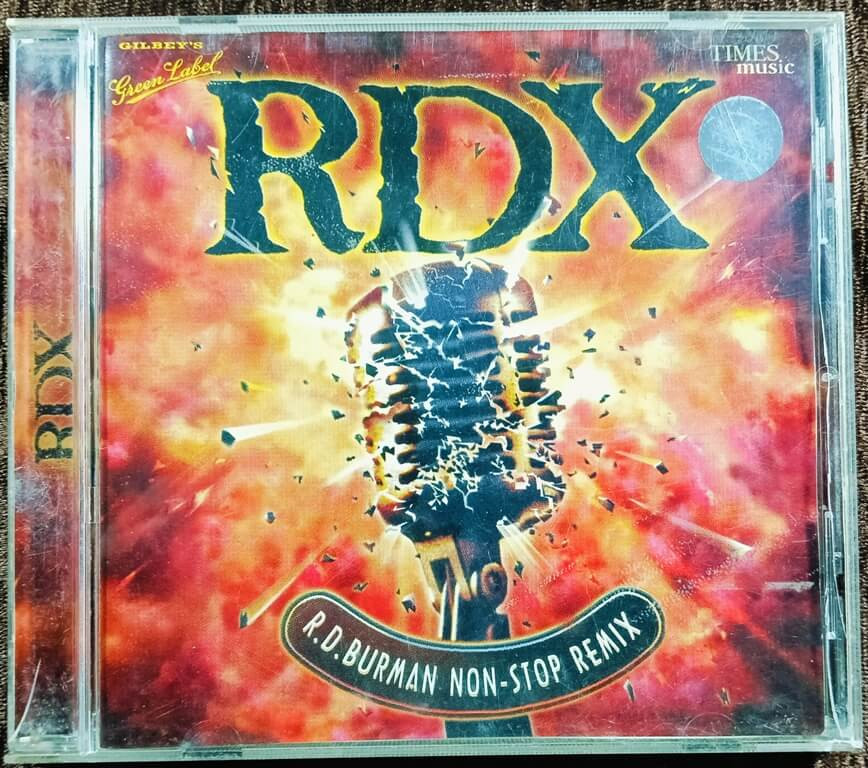 GILBEY'S
Green Label
TIMES
music
RDX
RDX
R.D.BURMAN NON-STOP REMIX